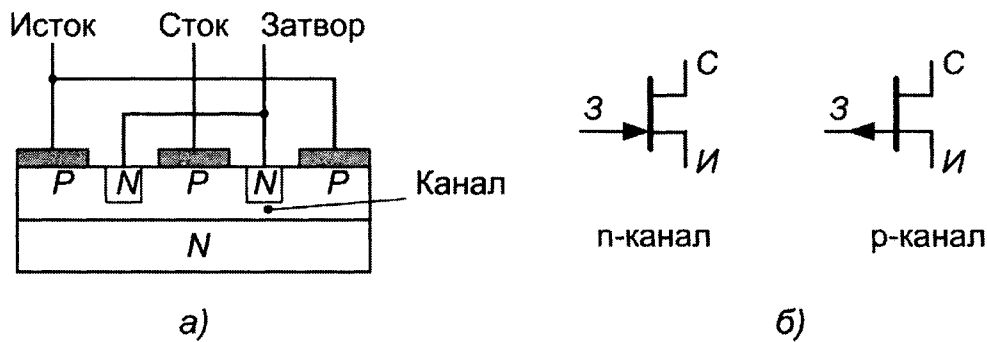 Исток Сток Затвор
P N P N P
Канал
N
а)
З С И
З С И
n-канал р-канал
б)